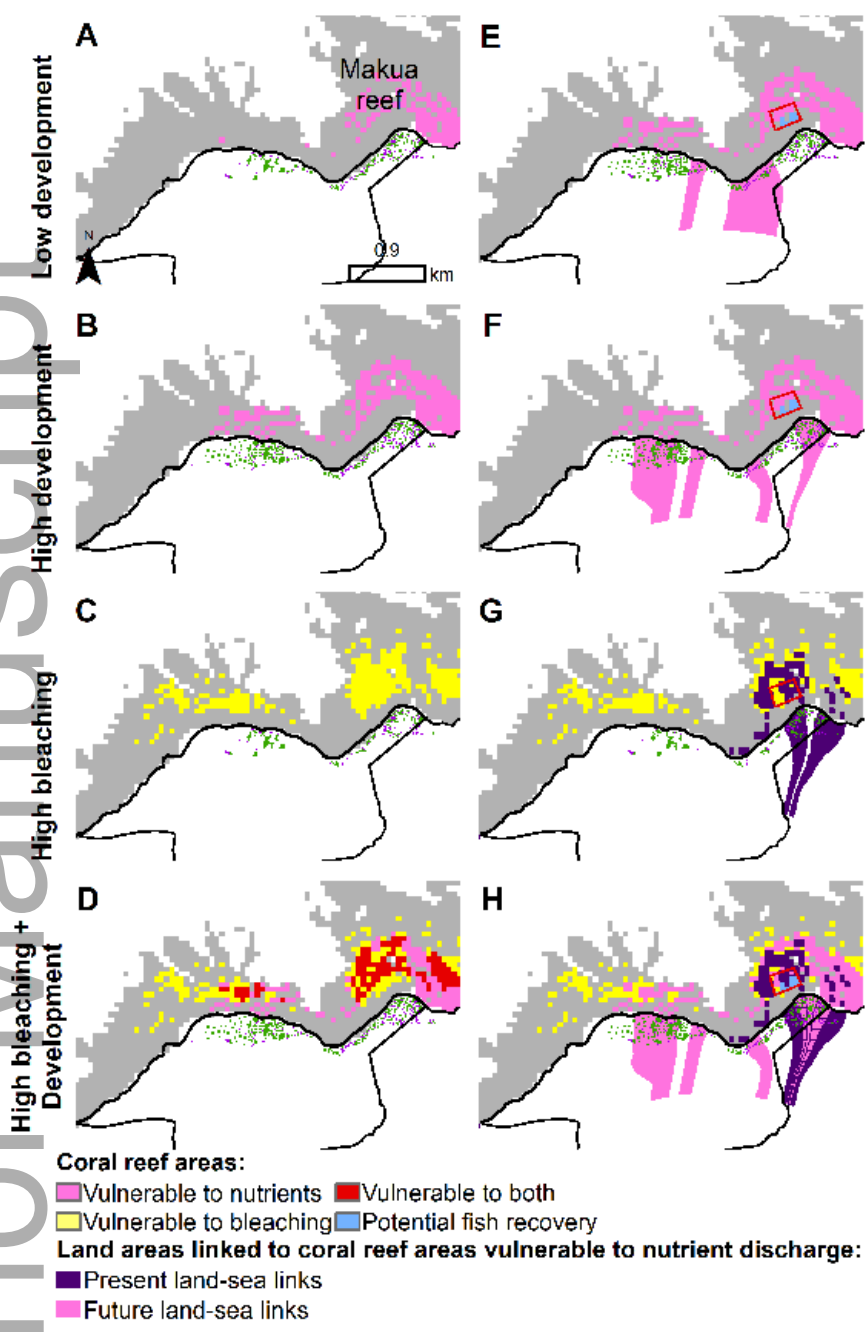 A
E
Makua
reef
Low development
N
0.9
km
B
F
High development
C
G
High bleaching
D
H
High bleaching +
Development
Coral reef areas:
Vulnerable to nutrients
Vulnerable to both
Vulnerable to bleaching
Potential fish recovery
Land areas linked to coral reef areas vulnerable to nutrient discharge:
Present land-sea links
Future land-sea links